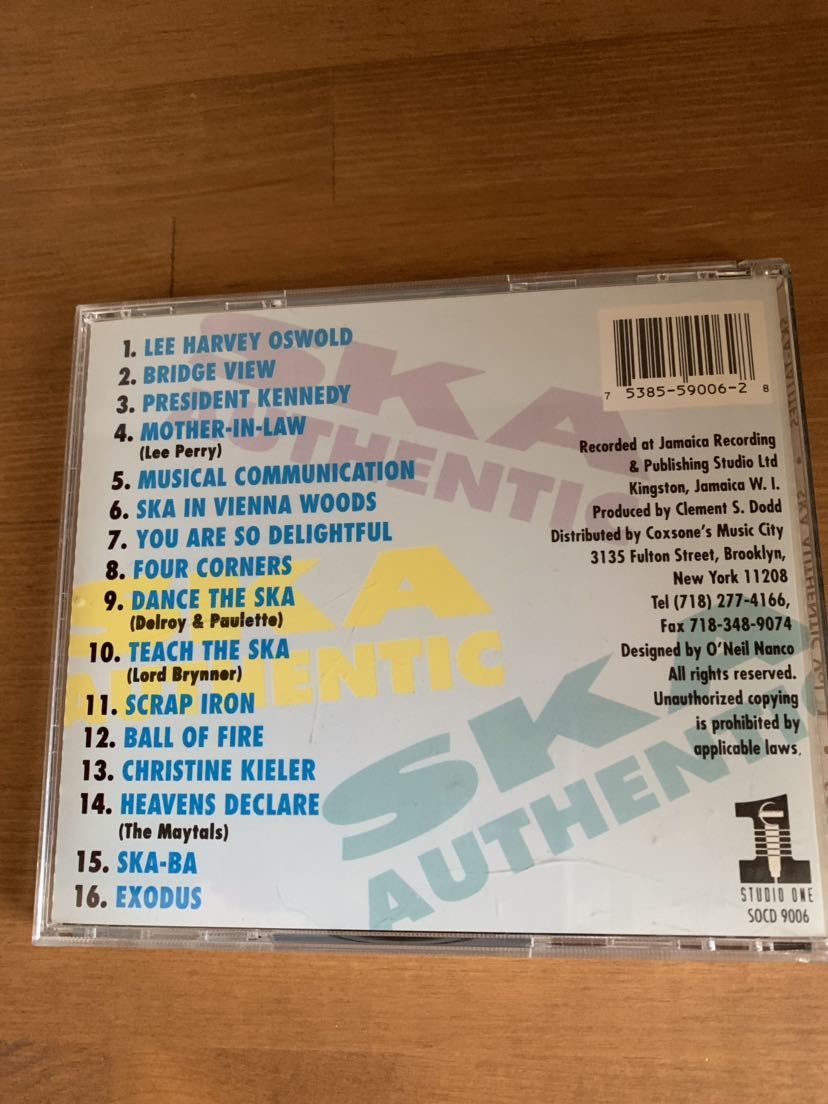 1. LEE HARVEY OSWOLD
2. BRIDGE VIEW
3. PRESIDENT KENNEDY
4. MOTHER-IN-LAW
(Lee Perry)
5. MUSICAL COMMUNICATION
6. SKA IN VIENNA WOODS
7. YOU ARE SO DELIGHTFUL
8. FOUR CORNERS
9. DANCE THE SKA
(Delroy & Paulette)
10. TEACH THE SKA
(Lord Brynner)
11. SCRAP IRON
12. BALL OF FIRE
13. CHRISTINE KIELER
14. HEAVENS DECLARE
(The Maytals)
15. SKA-BA
16. EXODUS
SKA
AUTHENTIC
SKA
AUTHENTIC
SKA
AUTHENTIC
7 5385-59006-2 8
Recorded at Jamaica Recording
& Publishing Studio Ltd
Kingston, Jamaica W. I.
Produced by Clement S. Dodd
Distributed by Coxsone's Music City
3135 Fulton Street, Brooklyn,
New York 11208
Tel (718) 277-4166,
Fax 718-348-9074
Designed by O'Neil Nanco
All rights reserved.
Unauthorized copying
is prohibited by
applicable laws.
1
STUDIO ONE
SOCD 9006